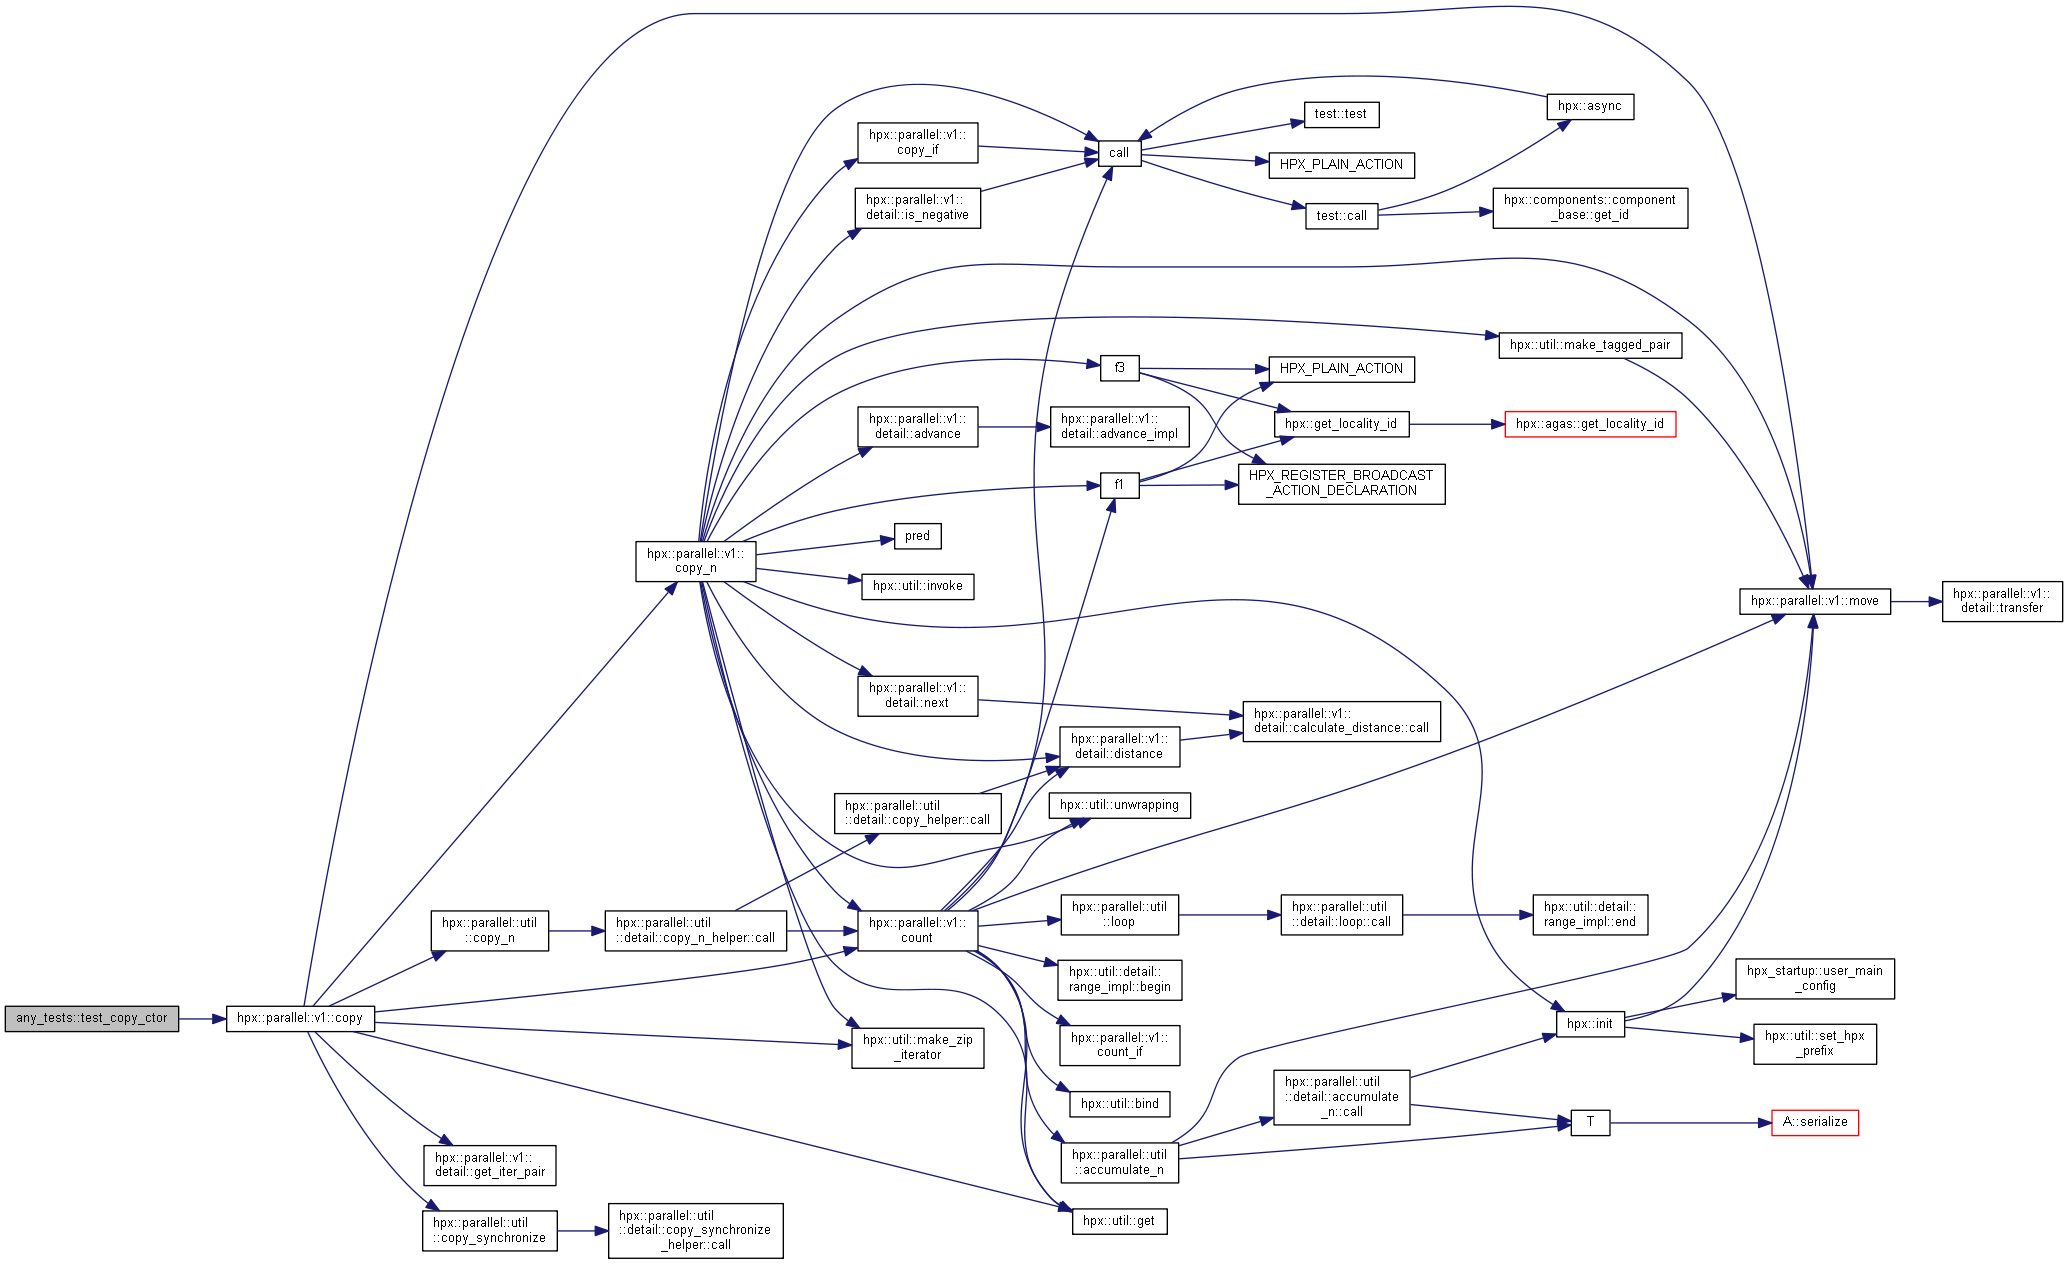 any_tests::test_copy_ctor
hpx::parallel::v1::copy
hpx::parallel::v1::
copy_n
hpx::parallel::util
::copy_n
hpx::parallel::v1::
detail::get_iter_pair
hpx::parallel::util
::copy_synchronize
hpx::parallel::util
::detail::copy_n_helper::call
hpx::parallel::util
::detail::copy_synchronize
_helper::call
hpx::parallel::v1::
copy_if
hpx::parallel::v1::
detail::is_negative
hpx::parallel::v1::
detail::advance
pred
hpx::util::invoke
hpx::parallel::v1::
detail::next
hpx::parallel::util
::detail::copy_helper::call
hpx::parallel::v1::
count
hpx::util::make_zip
_iterator
call
f3
hpx::parallel::v1::
detail::advance_impl
f1
hpx::parallel::v1::
detail::distance
hpx::util::unwrapping
hpx::parallel::util
::loop
hpx::util::detail::
range_impl::begin
hpx::parallel::v1::
count_if
hpx::util::bind
hpx::parallel::util
::accumulate_n
hpx::util::get
test::test
HPX_PLAIN_ACTION
test::call
HPX_PLAIN_ACTION
hpx::get_locality_id
HPX_REGISTER_BROADCAST
_ACTION_DECLARATION
hpx::parallel::v1::
detail::calculate_distance::call
hpx::parallel::util
::detail::loop::call
hpx::parallel::util
::detail::accumulate
_n::call
hpx::async
hpx::components::component
_base::get_id
hpx::util::make_tagged_pair
hpx::agas::get_locality_id
hpx::util::detail::
range_impl::end
hpx::init
T
hpx::parallel::v1::move
hpx_startup::user_main
_config
hpx::util::set_hpx
_prefix
A::serialize
hpx::parallel::v1::
detail::transfer